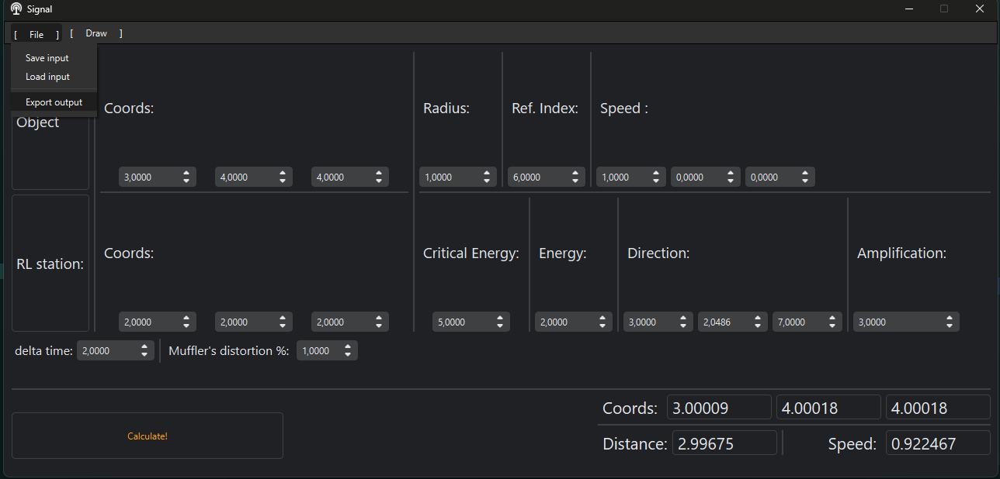 Signal
[ File ] [ Draw ]
Save input
Load input
Export output
Object
Coords:
Radius:
Ref. Index:
Speed :
3,0000 4,0000 4,0000 1,0000 6,0000 1,0000 0,0000 0,0000
RL station:
Coords:
Critical Energy:
Energy:
Direction:
Amplification:
2,0000 2,0000 2,0000 5,0000 2,0000 3,0000 2,0486 7,0000 3,0000
delta time: 2,0000 Muffler's distortion %: 1,0000
Calculate!
Coords: 3.00009 4.00018 4.00018
Distance: 2.99675 Speed: 0.922467